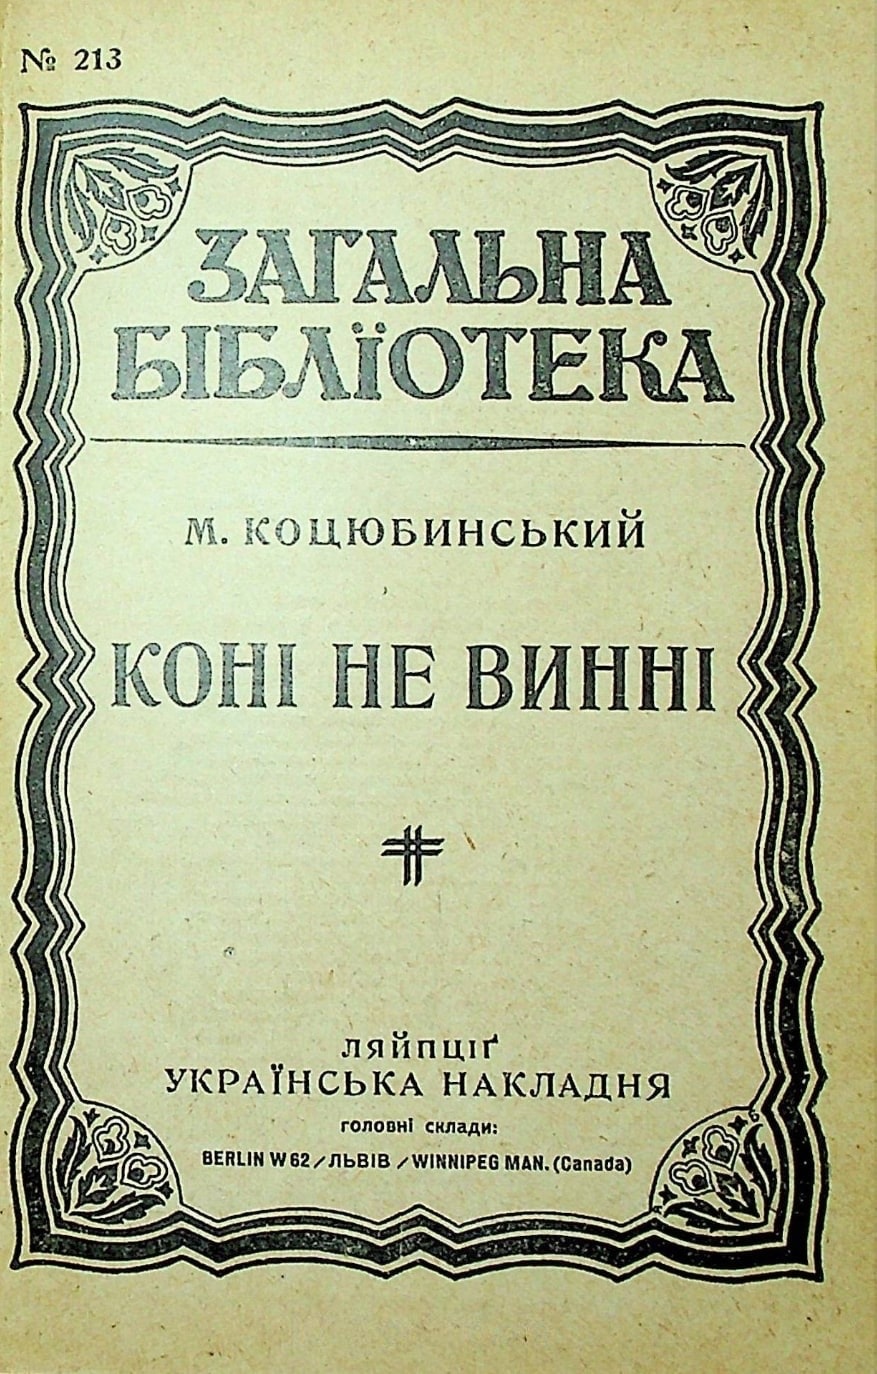 № 213
ЗАГАЛЬНА
БІБЛЇОТЕКА
М. КОЦЮБИНСЬКИЙ
КОНІ НЕ ВИННІ
ЛЯЙПЦІҐ
УКРАЇНСЬКА НАКЛАДНЯ
головні склади:
BERLIN W 62 / ЛЬВІВ / WINNIPEG MAN. (Canada)